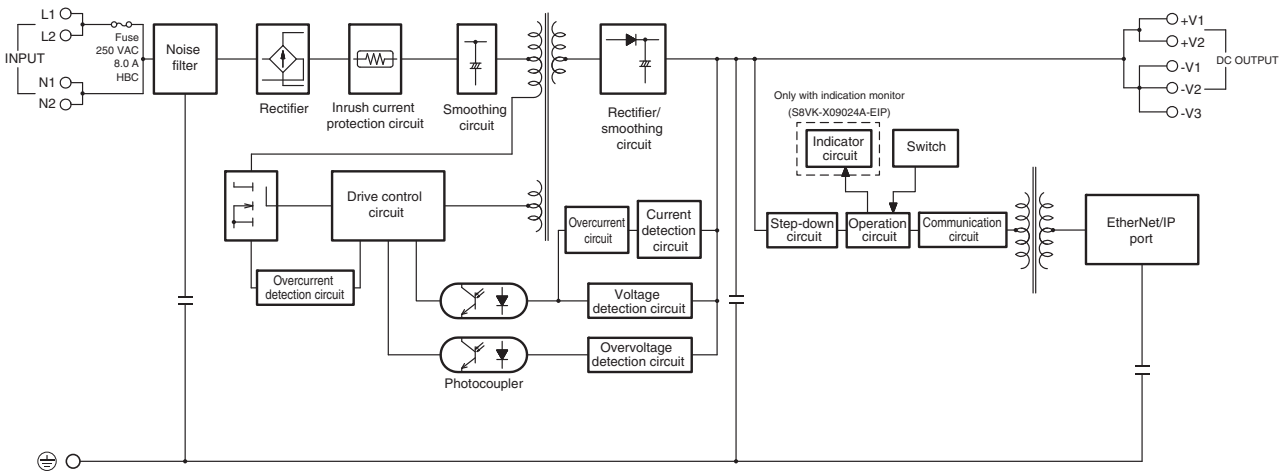 L1
L2
INPUT
N1
N2
Fuse
250 VAC
8.0 A
HBC
Noise
filter
Rectifier
Inrush current
protection circuit
Smoothing
circuit
Rectifier/
smoothing
circuit
+V1
+V2
-V1
-V2
-V3
DC OUTPUT
Only with indication monitor
(S8VK-X09024A-EIP)
Indicator
circuit
Switch
Drive control
circuit
Overcurrent
circuit
Current
detection
circuit
Step-down
circuit
Operation
circuit
Communication
circuit
EtherNet/IP
port
Overcurrent
detection circuit
Voltage
detection circuit
Overvoltage
detection circuit
Photocoupler